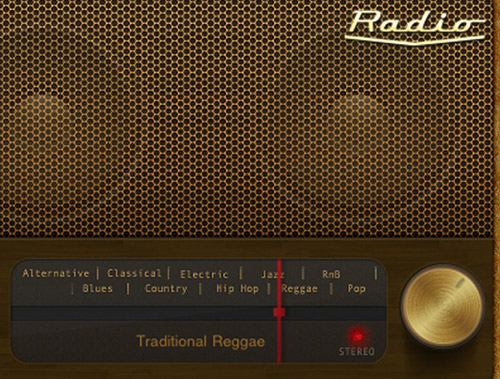 Radio
Alternative | Classical | Electric | Jazz | RnB |
| Blues | Country | Hip Hop | Reggae | Pop
Traditional Reggae
STEREO